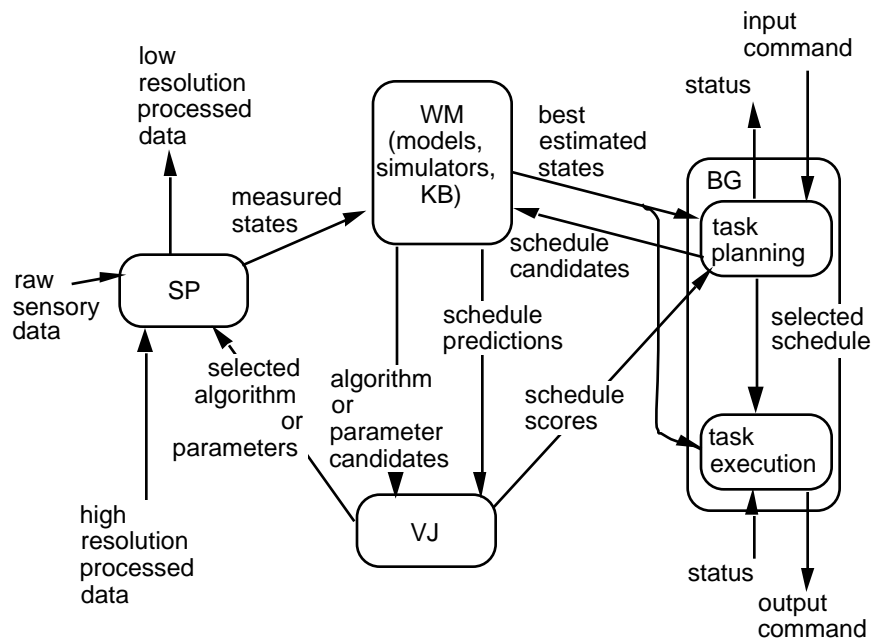 low
resolution
processed
data
input
command
status
WM
(models,
simulators,
KB)
best
estimated
states
BG
measured
states
task
planning
schedule
candidates
raw
sensory
data
SP
schedule
predictions
selected
schedule
selected
algorithm
or
parameters
algorithm
or
parameter
candidates
schedule
scores
task
execution
VJ
high
resolution
processed
data
status
output
command